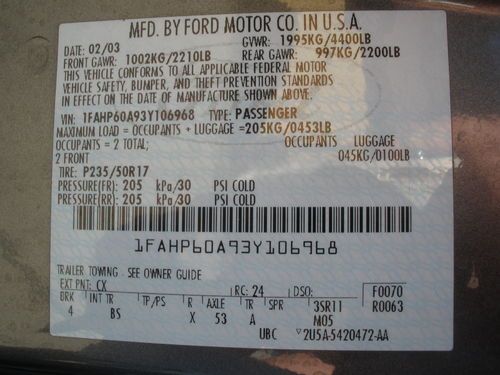 MFD. BY FORD MOTOR CO. IN U.S.A.
DATE: 02/03 GVWR: 1995KG/4400LB
FRONT GAWR: 1002KG/2210LB REAR GAWR: 997KG/2200LB
THIS VEHICLE CONFORMS TO ALL APPLICABLE FEDERAL MOTOR
VEHICLE SAFETY, BUMPER, AND THEFT PREVENTION STANDARDS
IN EFFECT ON THE DATE OF MANUFACTURE SHOWN ABOVE.
VIN: 1FAHP60A93Y106968 TYPE: PASSENGER
MAXIMUM LOAD = OCCUPANTS + LUGGAGE =205KG/0453LB
OCCUPANTS = 2 TOTAL; OCCUPANTS LUGGAGE
2 FRONT 045KG/0100LB
TIRE: P235/50R17
PRESSURE(FR): 205 kPa/30 PSI COLD
PRESSURE(RR): 205 kPa/30 PSI COLD
1FAHP60A93Y106968
TRAILER TOWING - SEE OWNER GUIDE
EXT PNT: CX RC: 24 DSO: F0070
BRK INT TR TP/PS R AXLE TR SPR 3SR11 R0063
4 BS X 53 A M05
UBC 2U5A-5420472-AA